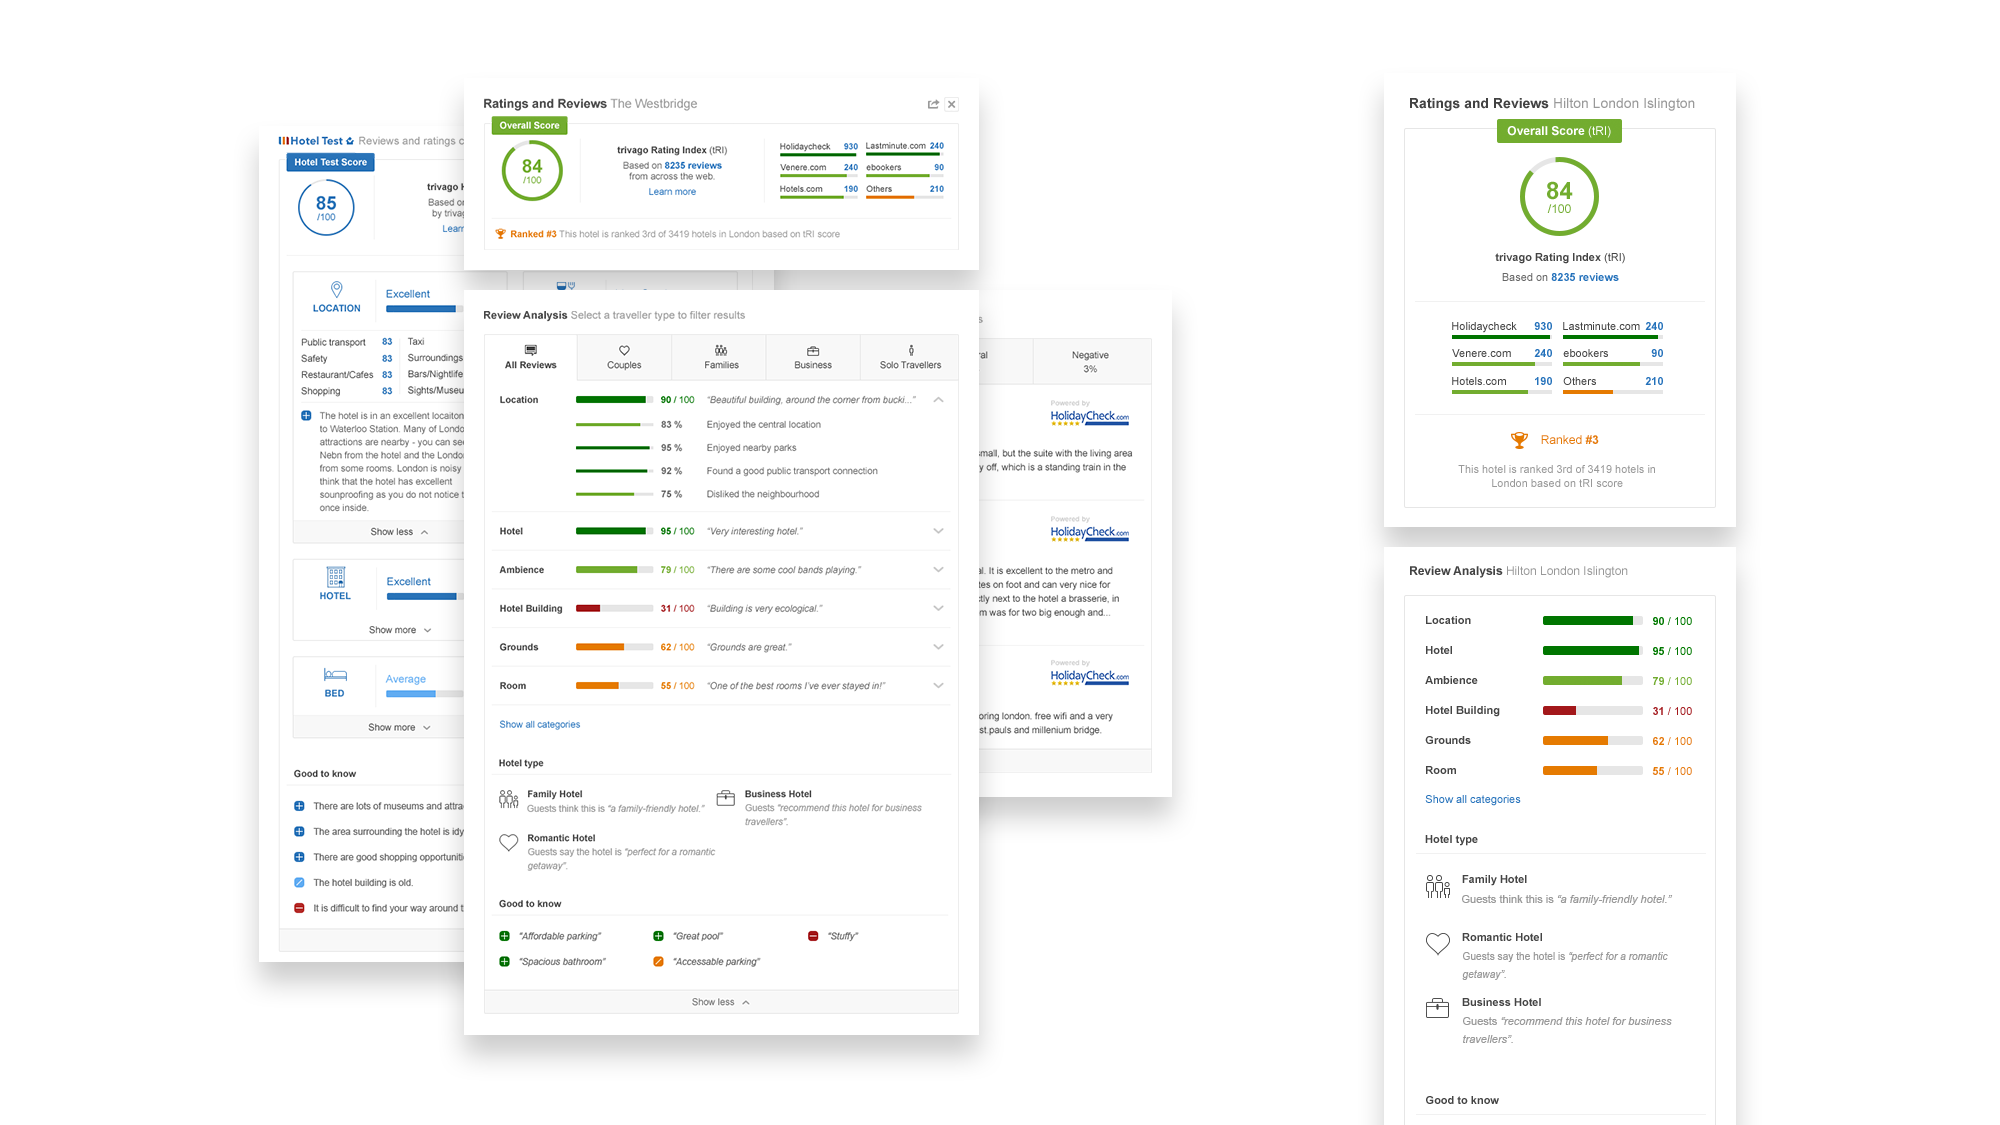 Hotel Test Reviews and ratings c
Hotel Test Score
85
/100
trivago H
Based or
by trivag
Learn
LOCATION
Excellent
Public transport 83 Taxi
Safety 83 Surroundings
Restaurant/Cafes 83 Bars/Nightlife
Shopping 83 Sights/Museu
The hotel is in an excellent locaiton
to Waterloo Station. Many of Londo
attractions are nearby - you can see
Nebn from the hotel and the London
from some rooms. London is noisy
think that the hotel has excellent
sounproofing as you do not notice t
once inside.
Show less
HOTEL
Excellent
Show more
BED
Average
Show more
Good to know
There are lots of museums and attra
The area surrounding the hotel is idy
There are good shopping opportuniti
The hotel building is old.
It is difficult to find your way around t
Ratings and Reviews The Westbridge
Overall Score
84
/100
trivago Rating Index (tRI)
Based on 8235 reviews
from across the web.
Learn more
Holidaycheck 930 Lastminute.com 240
Venere.com 240 ebookers 90
Hotels.com 190 Others 210
Ranked #3 This hotel is ranked 3rd of 3419 hotels in London based on tRI score
Review Analysis Select a traveller type to filter results
All Reviews Couples Families Business Solo Travellers
Location 90 / 100 “Beautiful building, around the corner from bucki...”
83 % Enjoyed the central location
95 % Enjoyed nearby parks
92 % Found a good public transport connection
75 % Disliked the neighbourhood
Hotel 95 / 100 “Very interesting hotel.”
Ambience 79 / 100 “There are some cool bands playing.”
Hotel Building 31 / 100 “Building is very ecological.”
Grounds 62 / 100 “Grounds are great.”
Room 55 / 100 “One of the best rooms I've ever stayed in!”
Show all categories
Hotel type
Family Hotel
Guests think this is “a family-friendly hotel.”
Business Hotel
Guests “recommend this hotel for business
travellers”.
Romantic Hotel
Guests say the hotel is “perfect for a romantic
getaway”.
Good to know
“Affordable parking” “Great pool” “Stuffy”
“Spacious bathroom” “Accessable parking”
Show less
s
ral
Negative
3%
Powered by
HolidayCheck.com
mall, but the suite with the living area
y off, which is a standing train in the
Powered by
HolidayCheck.com
al. It is excellent to the metro and
tes on foot and can very nice for
tly next to the hotel a brasserie, in
m was for two big enough and...
Powered by
HolidayCheck.com
oring london. free wifi and a very
st.pauls and millenium bridge.
Ratings and Reviews Hilton London Islington
Overall Score (tRI)
84
/100
trivago Rating Index (tRI)
Based on 8235 reviews
Holidaycheck 930 Lastminute.com 240
Venere.com 240 ebookers 90
Hotels.com 190 Others 210
Ranked #3
This hotel is ranked 3rd of 3419 hotels in
London based on tRI score
Review Analysis Hilton London Islington
Location 90 / 100
Hotel 95 / 100
Ambience 79 / 100
Hotel Building 31 / 100
Grounds 62 / 100
Room 55 / 100
Show all categories
Hotel type
Family Hotel
Guests think this is “a family-friendly hotel.”
Romantic Hotel
Guests say the hotel is “perfect for a romantic
getaway”.
Business Hotel
Guests “recommend this hotel for business
travellers”.
Good to know